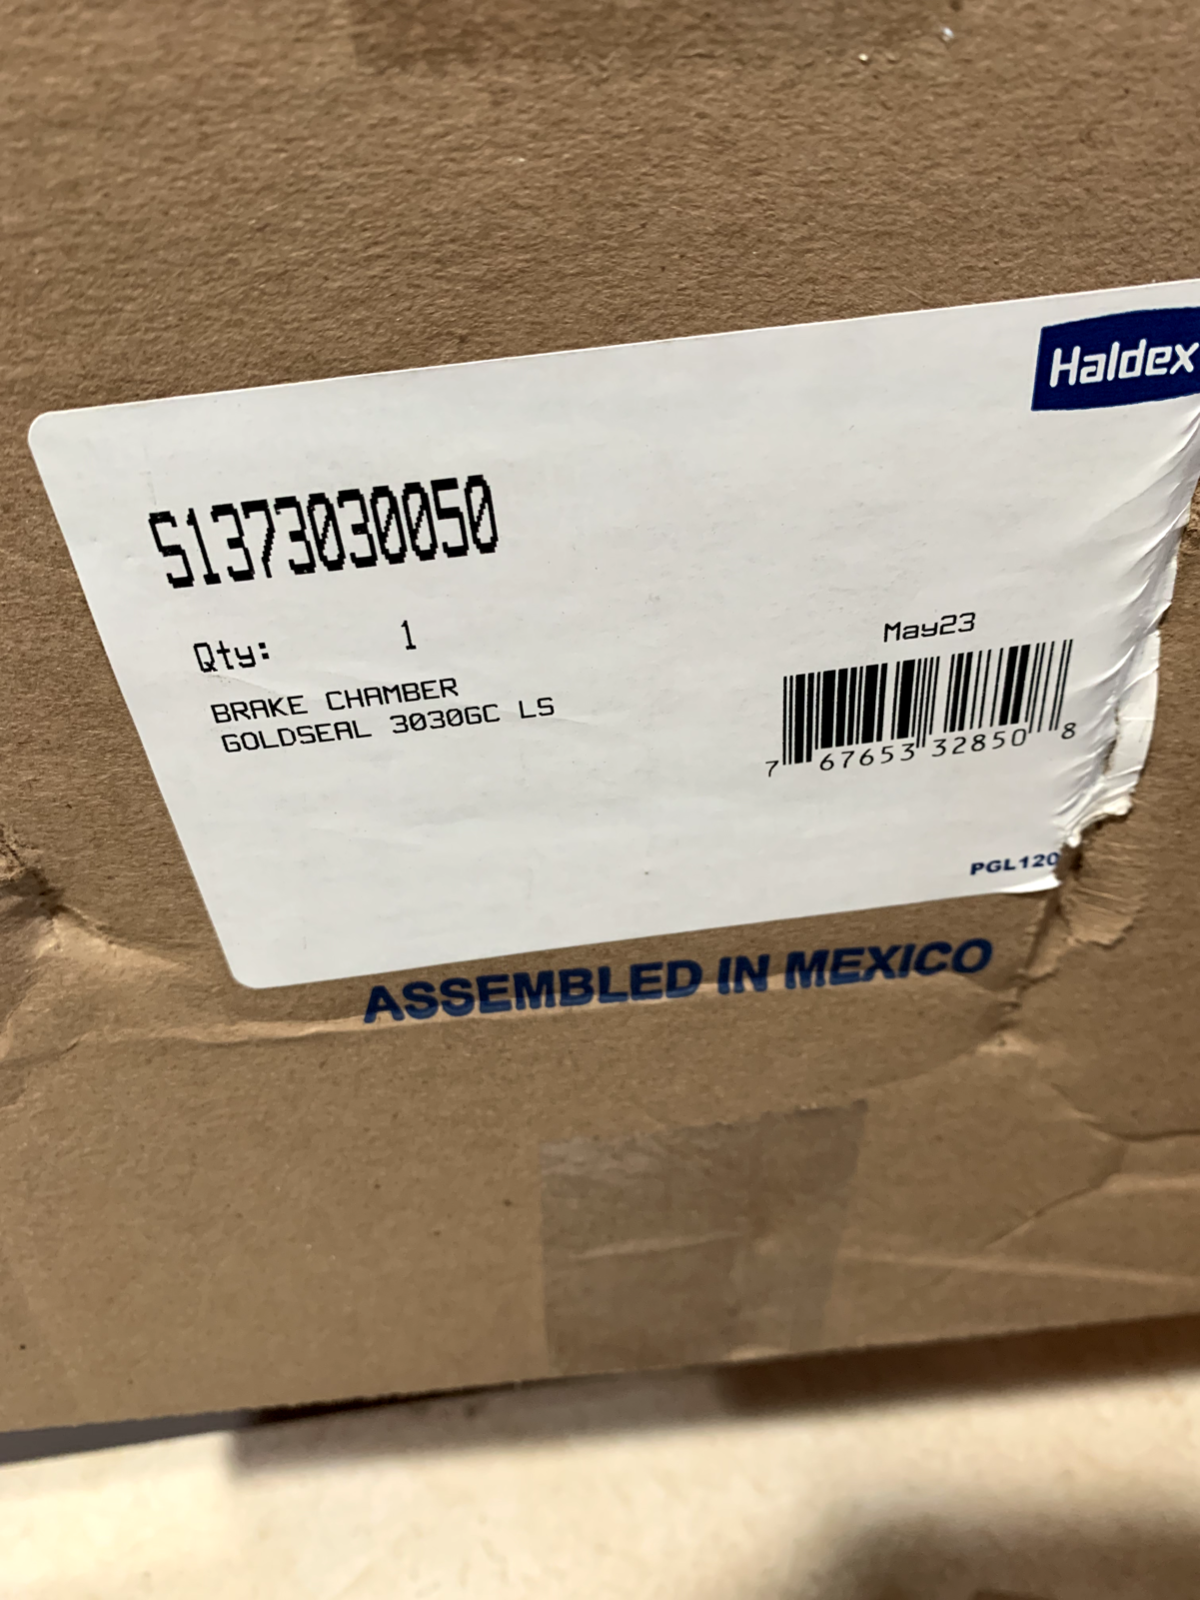 Haldex
S1373030050
Qty: 1
May23
BRAKE CHAMBER
GOLDSEAL 3030GC LS
7 67653 32850 8
PGL120
ASSEMBLED IN MEXICO